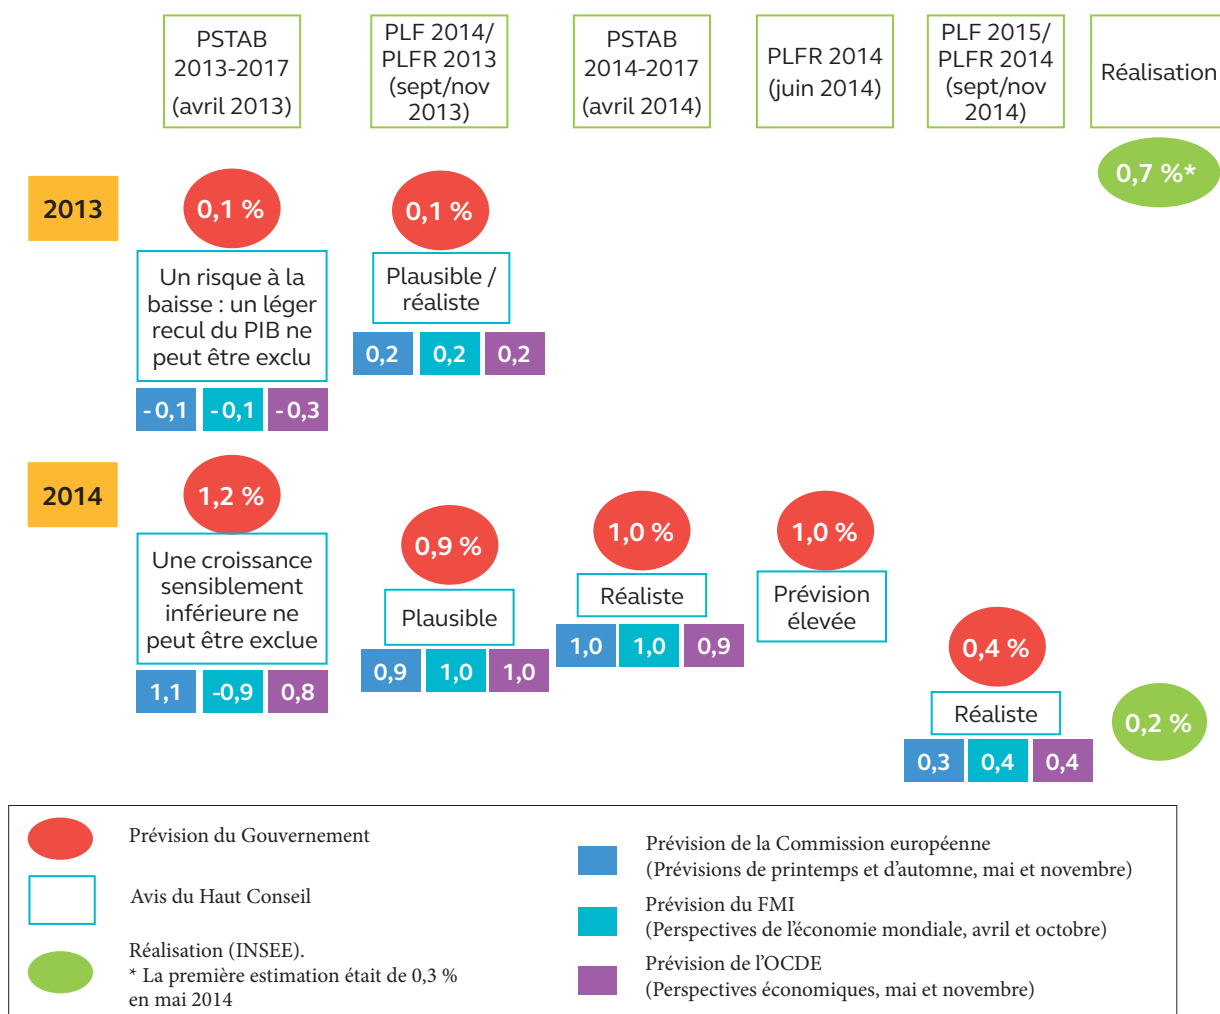 PSTAB
2013-2017
(avril 2013)
PLF 2014/
PLFR 2013
(sept/nov
2013)
PSTAB
2014-2017
(avril 2014)
PLFR 2014
(juin 2014)
PLF 2015/
PLFR 2014
(sept/nov
2014)
Réalisation
2013
0,1 %
0,1 %
0,7 %*
Un risque à la
baisse : un léger
recul du PIB ne
peut être exclu
Plausible /
réaliste
0,2 0,2 0,2
- 0,1 - 0,1 - 0,3
2014
1,2 %
0,9 %
1,0 %
1,0 %
Une croissance
sensiblement
inférieure ne
peut être exclue
Plausible
Réaliste
Prévision
élevée
1,1 -0,9 0,8
0,9 1,0 1,0
1,0 1,0 0,9
0,4 %
Réaliste
0,3 0,4 0,4
0,2 %
Prévision du Gouvernement
Avis du Haut Conseil
Réalisation (INSEE).
* La première estimation était de 0,3 %
en mai 2014
Prévision de la Commission européenne
(Prévisions de printemps et d'automne, mai et novembre)
Prévision du FMI
(Perspectives de l'économie mondiale, avril et octobre)
Prévision de l'OCDE
(Perspectives économiques, mai et novembre)